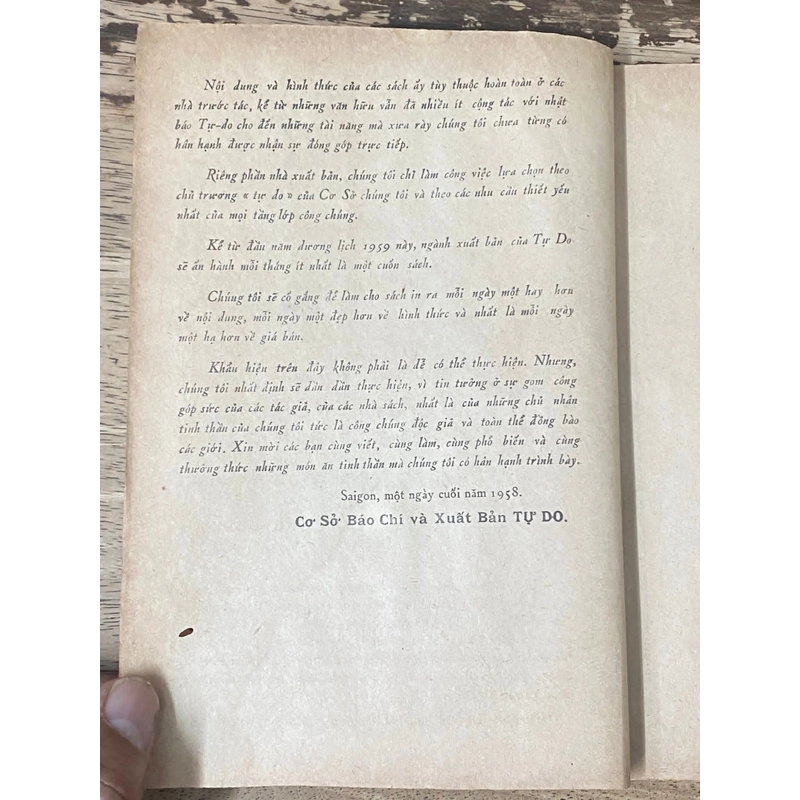 Nội dung và hình thức của các sách ấy tùy thuộc hoàn toàn ở các
nhà trước tác, kể từ những văn hữu vẫn đã nhiều ít cộng tác với nhật
báo Tự-do cho đến những tài năng mà xưa rày chúng tôi chưa từng có
hân hạnh được nhận sự đóng góp trực tiếp.
Riêng phần nhà xuất bản, chúng tôi chỉ làm công việc lựa chọn theo
chủ trương « tự do » của Cơ Sở chúng tôi và theo các nhu cầu thiết yếu
nhất của mọi tầng lớp công chúng.
Kể từ đầu năm dương lịch 1959 này, ngành xuất bản của Tự Do
sẽ ấn hành mỗi tháng ít nhất là một cuốn sách.
Chúng tôi sẽ cố gắng để làm cho sách in ra mỗi ngày một hay hơn
về nội dung, mỗi ngày một đẹp hơn về hình thức và nhất là mỗi ngày
một hạ hơn về giá bán.
Khẩu hiện trên đây không phải là dễ có thể thực hiện. Nhưng,
chúng tôi nhất định sẽ dần dần thực hiện, vì tin tưởng ở sự gom công
góp sức của các tác giả, của các nhà sách, nhất là của những chủ nhân
tinh thần của chúng tôi tức là công chúng độc giả và toàn thể đồng bào
các giới. Xin mời các bạn cùng viết, cùng làm, cùng phổ biến và cùng
thưởng thức những món ăn tinh thần mà chúng tôi có hân hạnh trình bày.
Saigon, một ngày cuối năm 1958.
Cơ Sở Báo Chí và Xuất Bản TỰ DO.